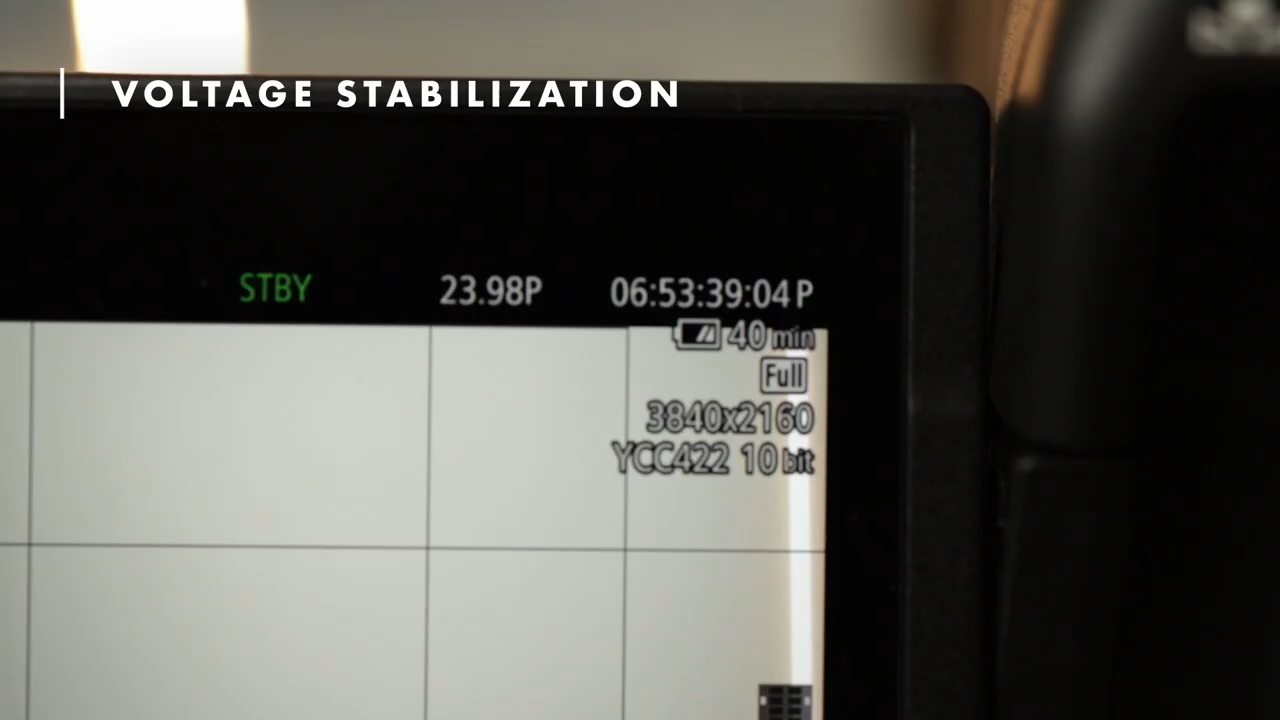 VOLTAGE STABILIZATION
STBY 23.98P 06:53:39:04 P
40 min
Full
3840x2160
YCC422 10 bit